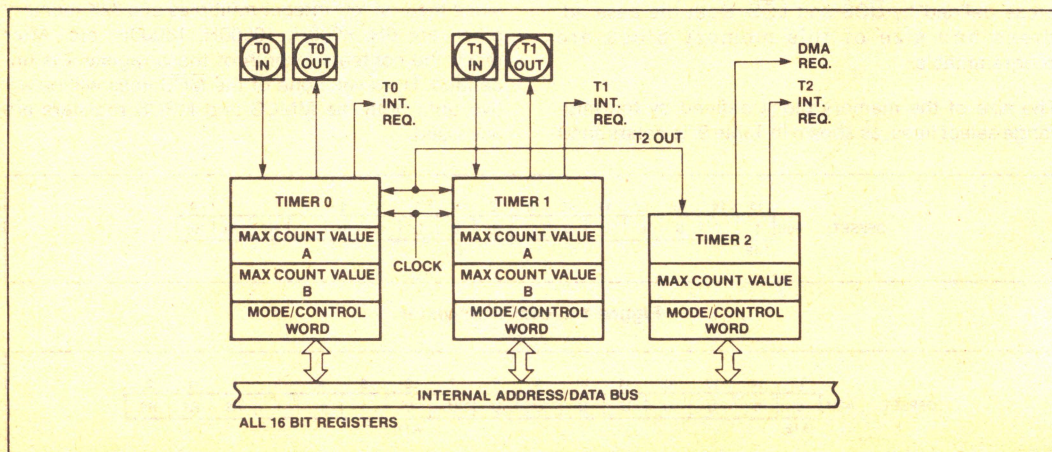 T0
IN
T0
OUT
T1
IN
T1
OUT
DMA
REQ.
T0
INT.
REQ.
T1
INT.
REQ.
T2
INT.
REQ.
T2 OUT
TIMER 0
MAX COUNT VALUE
A
MAX COUNT VALUE
B
MODE/CONTROL
WORD
CLOCK
TIMER 1
MAX COUNT VALUE
A
MAX COUNT VALUE
B
MODE/CONTROL
WORD
TIMER 2
MAX COUNT VALUE
MODE/CONTROL
WORD
INTERNAL ADDRESS/DATA BUS
ALL 16 BIT REGISTERS